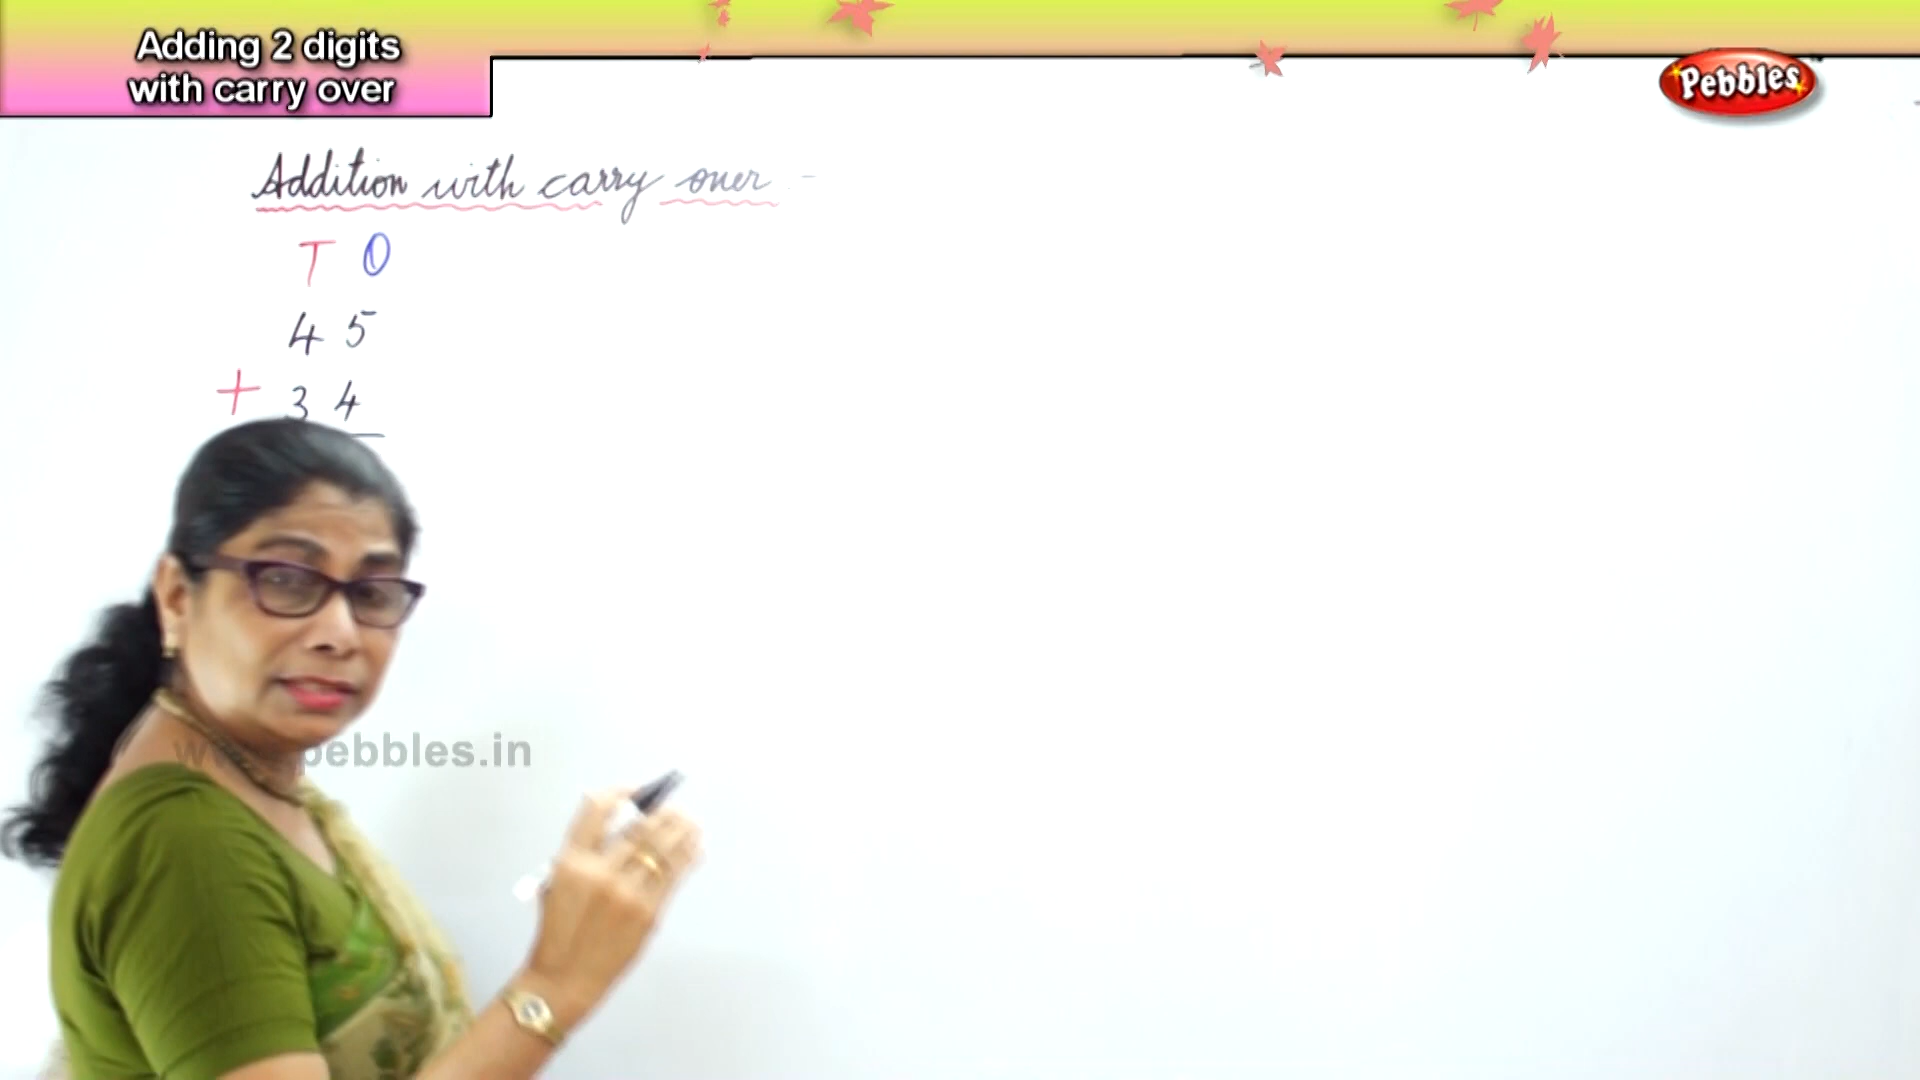 Adding 2 digits
with carry over
Pebbles
Addition with carry over :-
T O
4 5
+ 3 4
pebbles.in